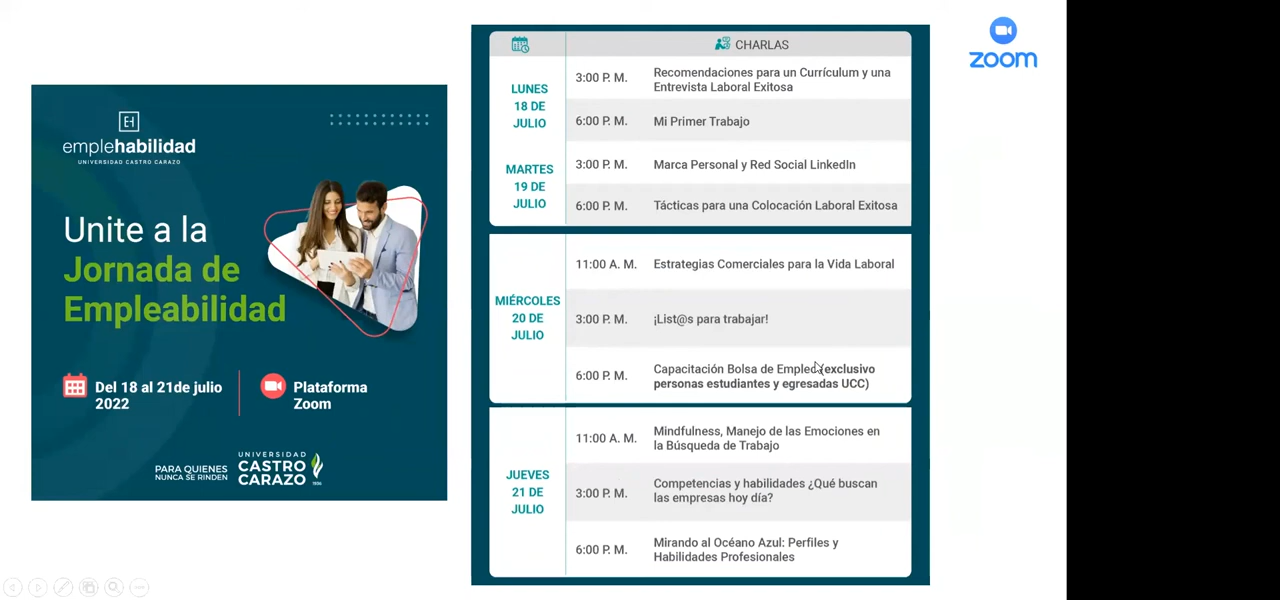 EH
emplehabilidad
UNIVERSIDAD CASTRO CARAZO
Unite a la
Jornada de
Empleabilidad
Del 18 al 21de julio
2022
Plataforma
Zoom
PARA QUIENES
NUNCA SE RINDEN
UNIVERSIDAD
CASTRO
CARAZO
CHARLAS
LUNES
18 DE
JULIO
3:00 P. M.
Recomendaciones para un Currículum y una
Entrevista Laboral Exitosa
6:00 P. M.
Mi Primer Trabajo
MARTES
19 DE
JULIO
3:00 P. M.
Marca Personal y Red Social LinkedIn
6:00 P. M.
Tácticas para una Colocación Laboral Exitosa
MIÉRCOLES
20 DE
JULIO
11:00 A. M.
Estrategias Comerciales para la Vida Laboral
3:00 P. M.
¡List@s para trabajar!
6:00 P. M.
Capacitación Bolsa de Empleo (exclusivo
personas estudiantes y egresadas UCC)
JUEVES
21 DE
JULIO
11:00 A. M.
Mindfulness, Manejo de las Emociones en
la Búsqueda de Trabajo
3:00 P. M.
Competencias y habilidades ¿Qué buscan
las empresas hoy día?
6:00 P. M.
Mirando al Océano Azul: Perfiles y
Habilidades Profesionales
zoom